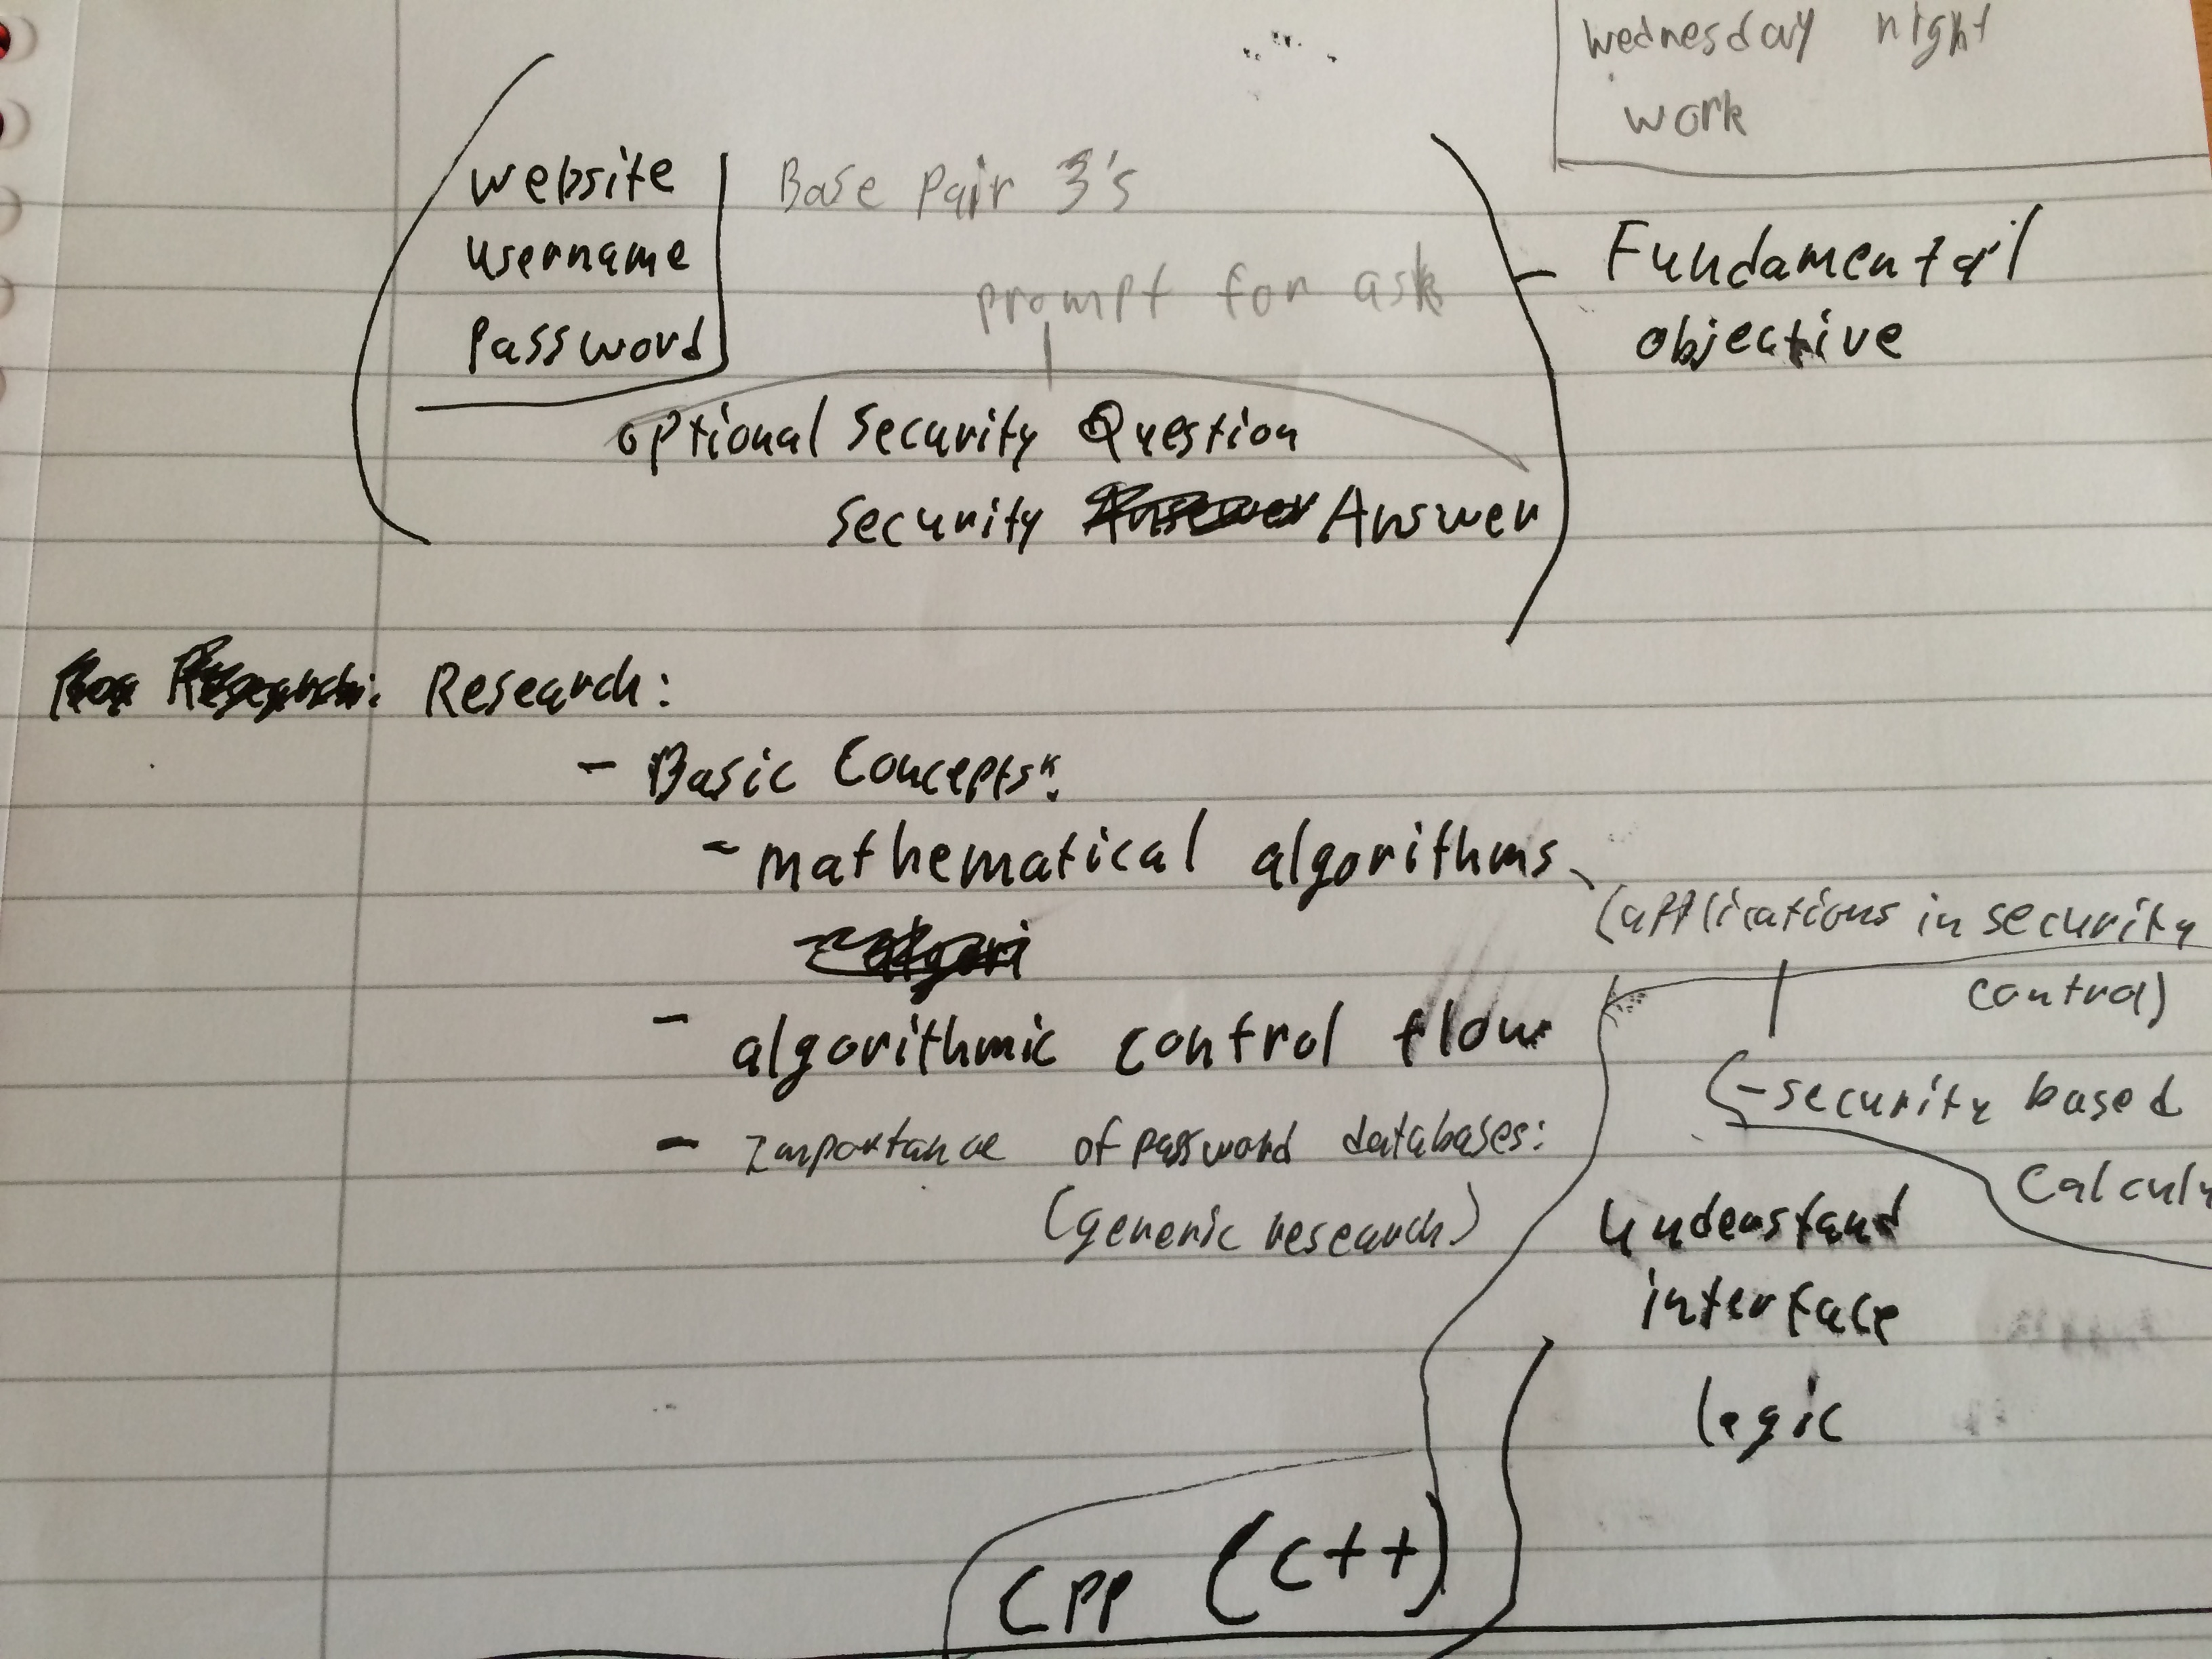 wednesday night
work
website Base Pair 3's
username prompt for ask
Password
Fundamental
objective
optional Security Question
Security Answer
Research:
- Basic Concepts:
- mathematical algorithms (applications in security
control)
- algorithmic control flow
- security based
- Importance of password databases:
(generic research)
Understand
interface
logic
Calculy
CPP (C++)